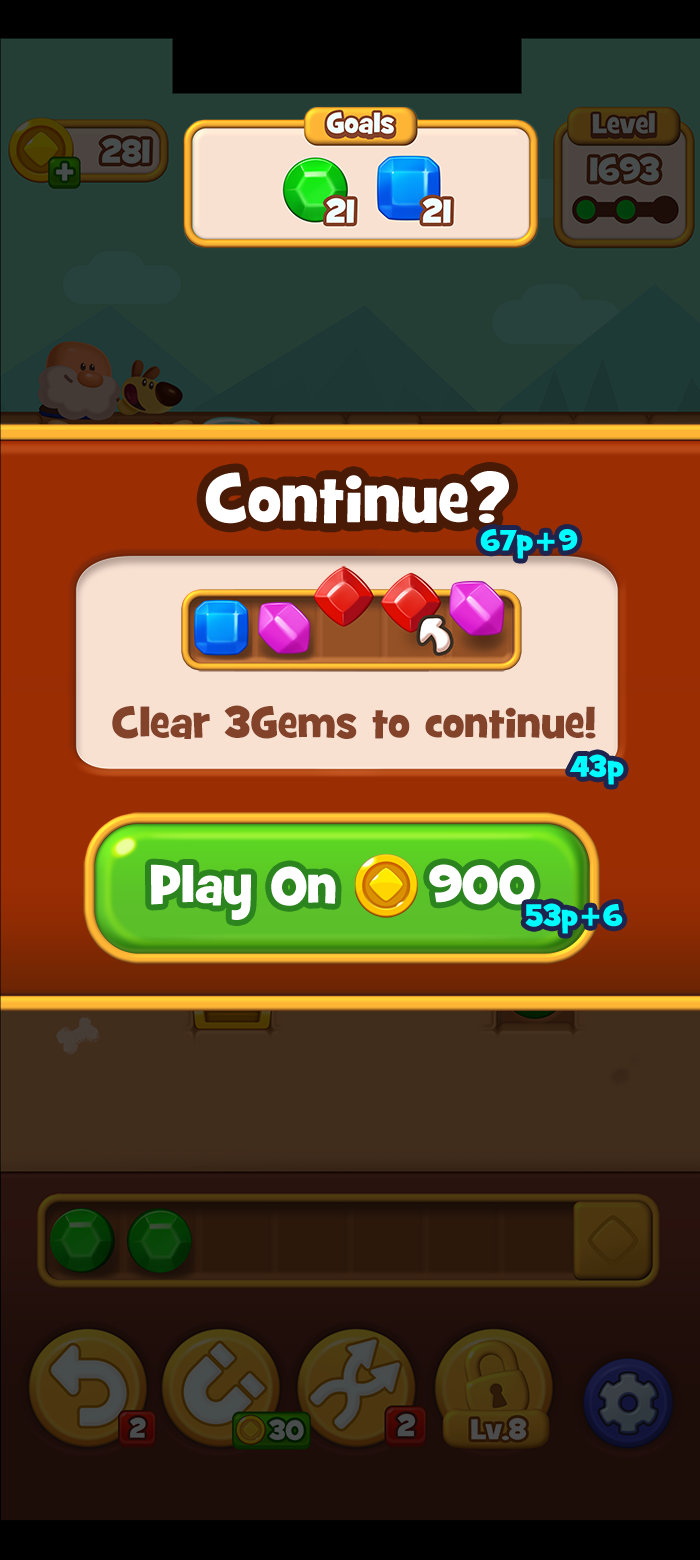 Goals
Level
281
1693
21
21
Continue?
67p+9
Clear 3Gems to continue!
43p
Play On 900
53p+6
2
30
2
Lv.8